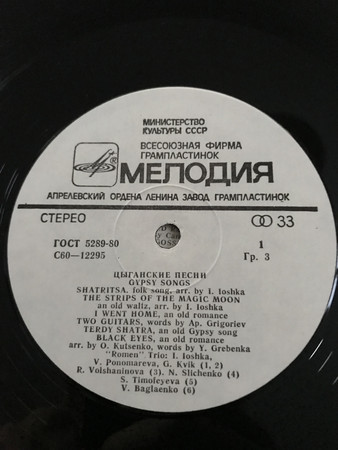 МИНИСТЕРСТВО
КУЛЬТУРЫ СССР
ВСЕСОЮЗНАЯ ФИРМА
ГРАМПЛАСТИНОК
МЕЛОДИЯ
АПРЕЛЕВСКИЙ ОРДЕНА ЛЕНИНА ЗАВОД ГРАМПЛАСТИНОК
СТЕРЕО 33
ГОСТ 5289-80 1
С60—12295 Гр. 3
ЦЫГАНСКИЕ ПЕСНИ
GYPSY SONGS
SHATRITSA, folk song, arr. by I. Ioshka
THE STRIPS OF THE MAGIC MOON
an old waltz, arr. by I. Ioshka
I WENT HOME, an old romance
TWO GUITARS, words by Ap. Grigoriev
TERDY SHATRA, an old Gypsy song
BLACK EYES, an old romance
arr. by O. Kutsenko, words by Y. Grebenka
"Romen" Trio: I. Ioshka,
V. Ponomareva, G. Kvik (1, 2)
R. Volshaninova (3), N. Slichenko (4)
S. Timofeyeva (5)
V. Baglaenko (6)